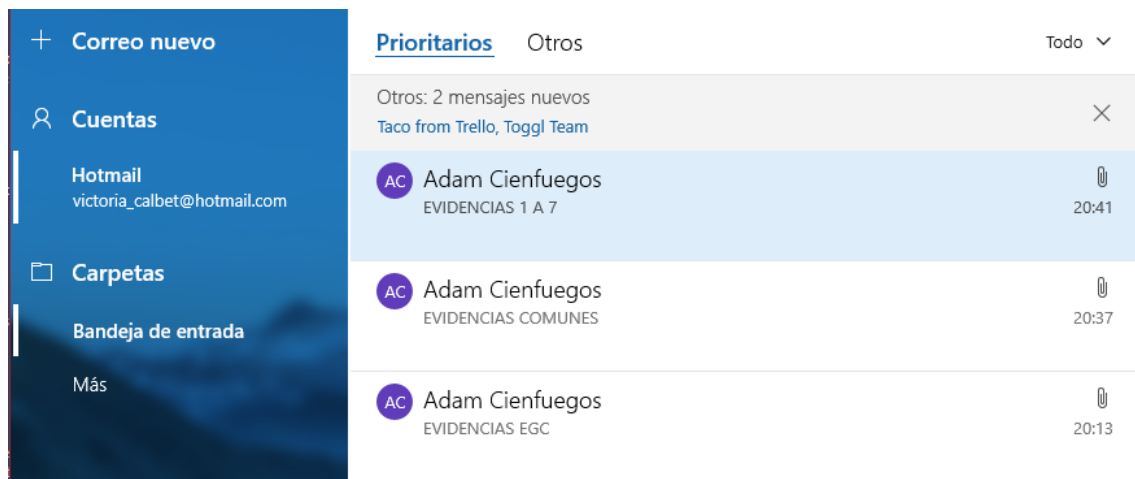 Correo nuevo
Cuentas
Hotmail
victoria_calbet@hotmail.com
Carpetas
Bandeja de entrada
Más
Prioritarios Otros Todo
Otros: 2 mensajes nuevos
Taco from Trello, Toggl Team
AC Adam Cienfuegos
EVIDENCIAS 1 A 7 20:41
AC Adam Cienfuegos
EVIDENCIAS COMUNES 20:37
AC Adam Cienfuegos
EVIDENCIAS EGC 20:13